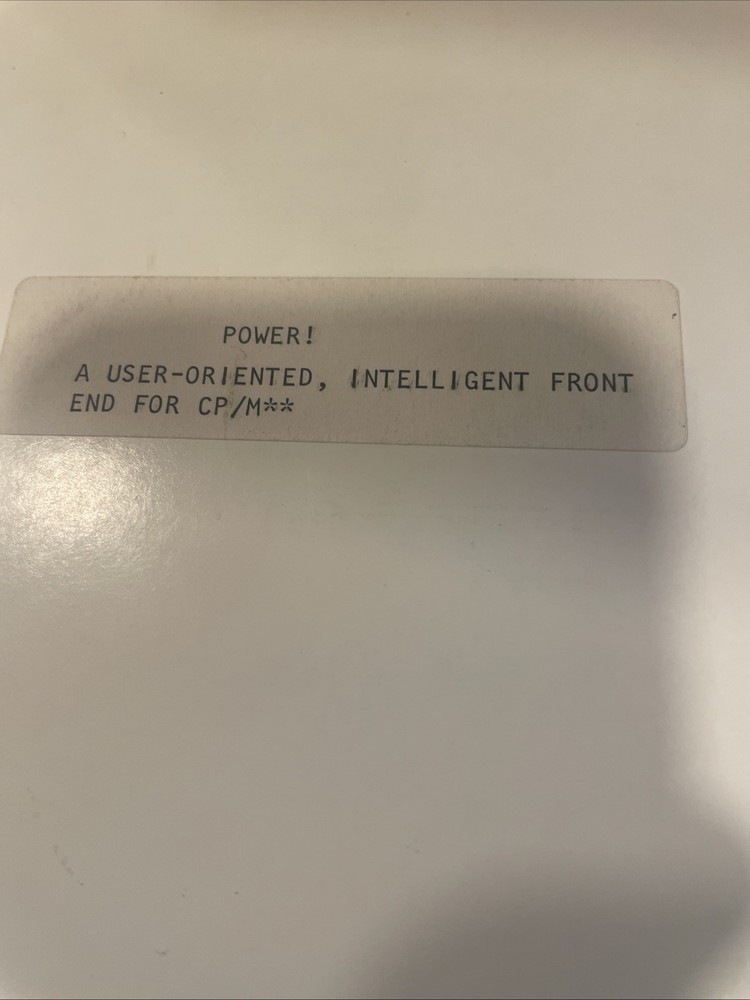 POWER!
A USER-ORIENTED, INTELLIGENT FRONT
END FOR CP/M**